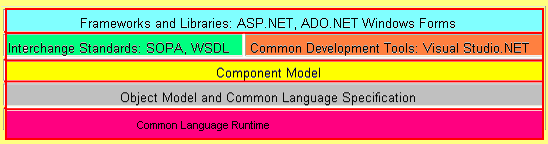 Frameworks and Libraries: ASP.NET, ADO.NET Windows Forms
Interchange Standards: SOPA, WSDL
Common Development Tools: Visual Studio.NET
Component Model
Object Model and Common Language Specification
Common Language Runtime